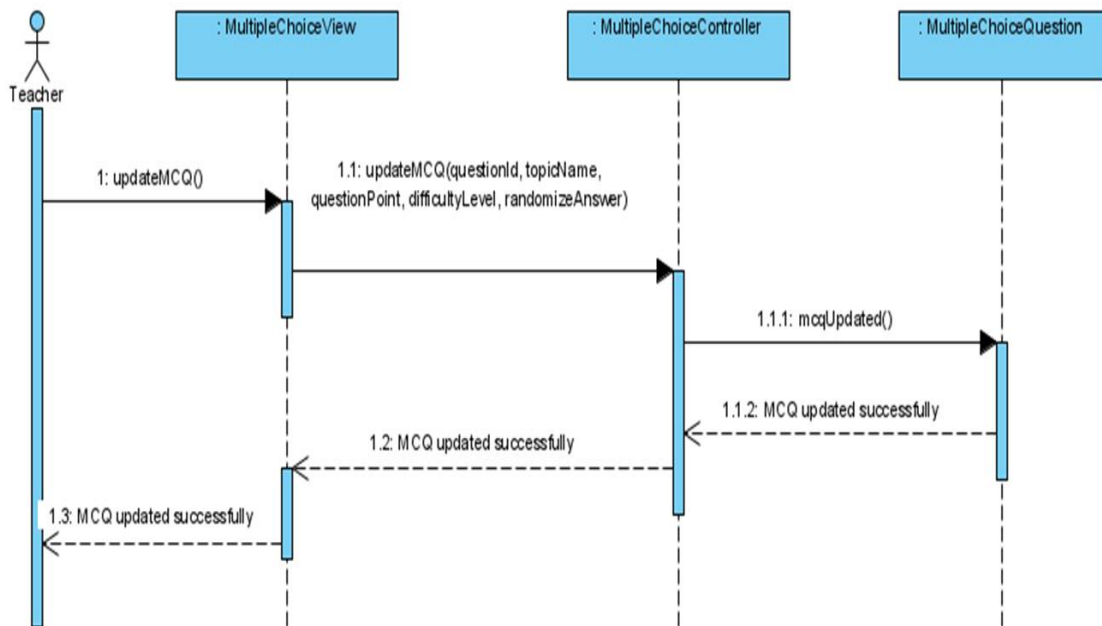 : MultipleChoiceView
: MultipleChoiceController
: MultipleChoiceQuestion
Teacher
1: updateMCQ()
1.1: updateMCQ(questionId, topicName,
questionPoint, difficultyLevel, randomizeAnswer)
1.1.1: mcqUpdated()
1.1.2: MCQ updated successfully
1.2: MCQ updated successfully
1.3: MCQ updated successfully